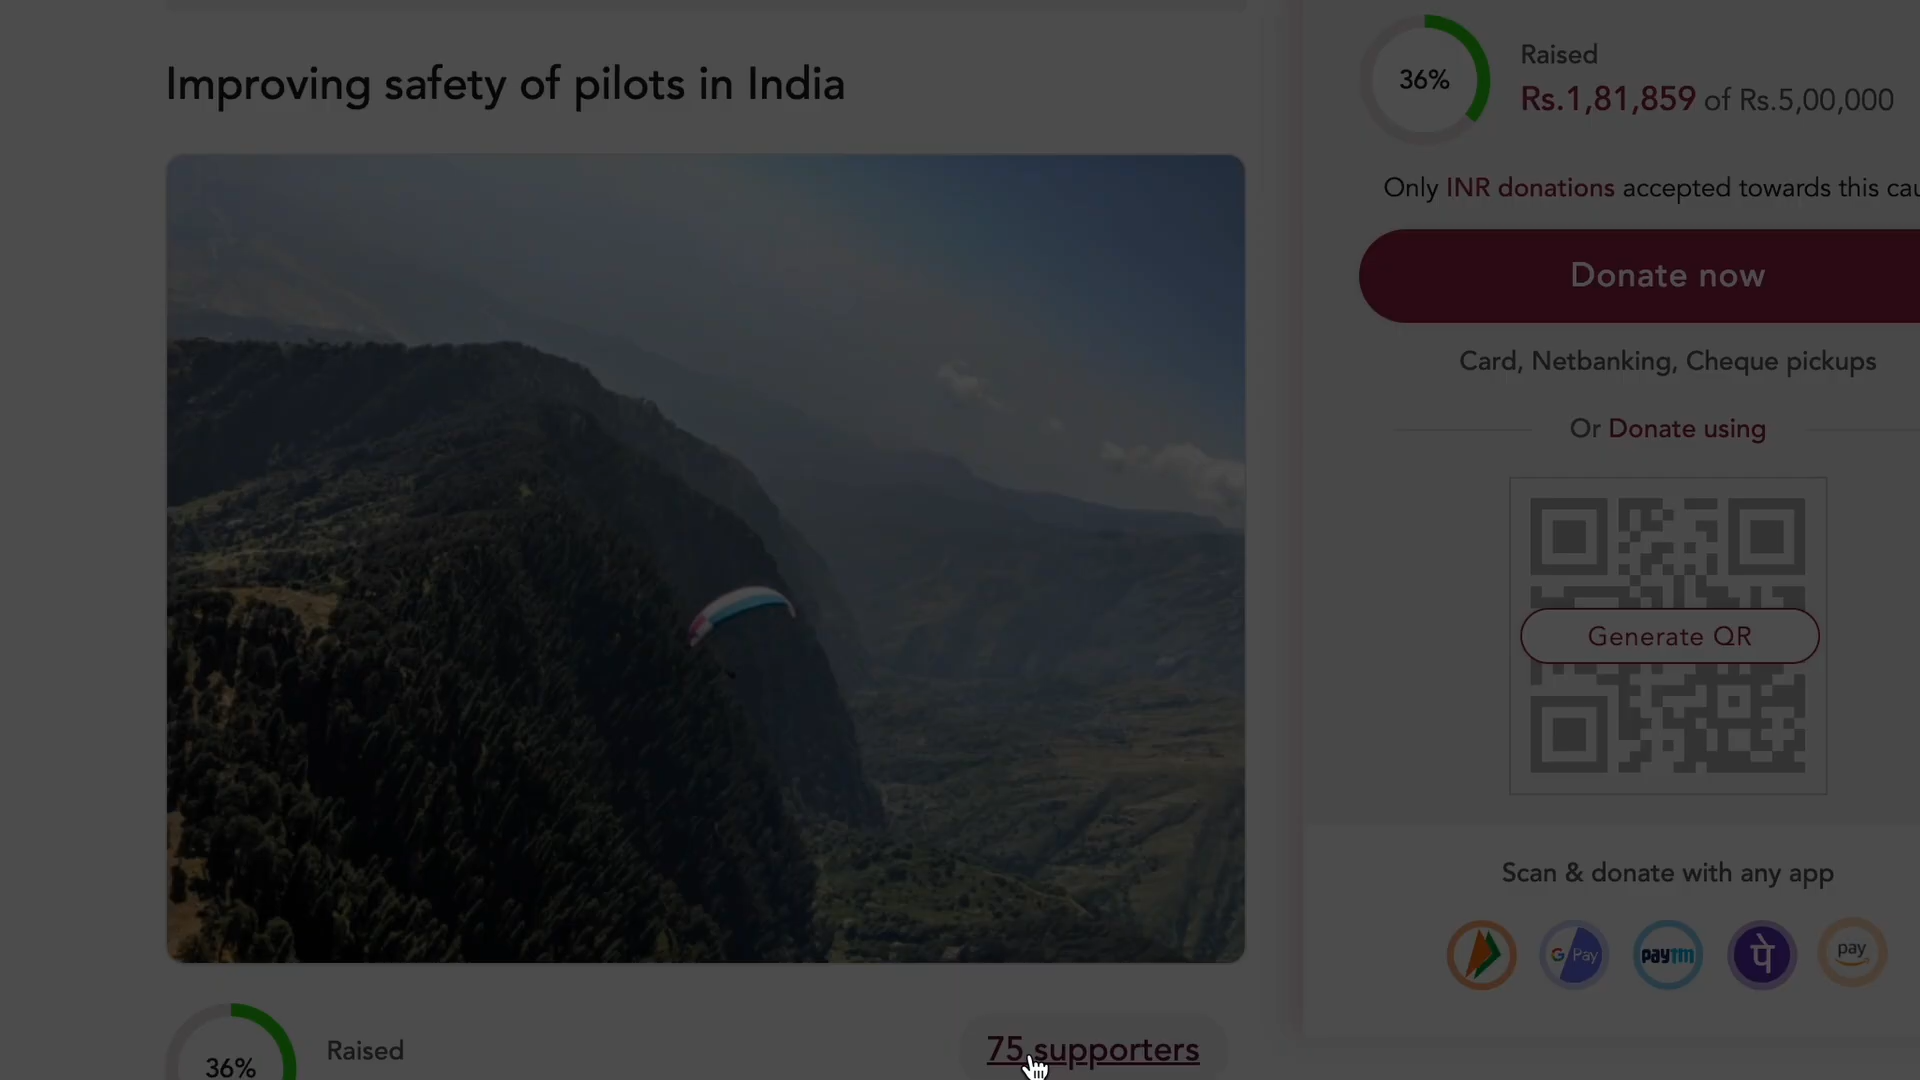 Improving safety of pilots in India
36%
Raised
Rs.1,81,859 of Rs.5,00,000
Only INR donations accepted towards this
Donate now
Card, Netbanking, Cheque pickups
Or Donate using
Generate QR
Scan & donate with any app
G Pay
paytm
पे
pay
36%
Raised
75 supporters